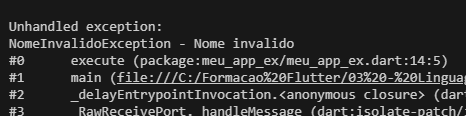 Unhandled exception:
NomeInvalidoException - Nome invalido
#0 execute (package:meu_app_ex/meu_app_ex.dart:14:5)
#1 main (file:///C:/Formacao%20Flutter/03%20-%20Lingua
#2 _delayEntrypointInvocation.<anonymous closure> (dar
#3 _RawReceivePort._handleMessage (dart:isolate-patch/